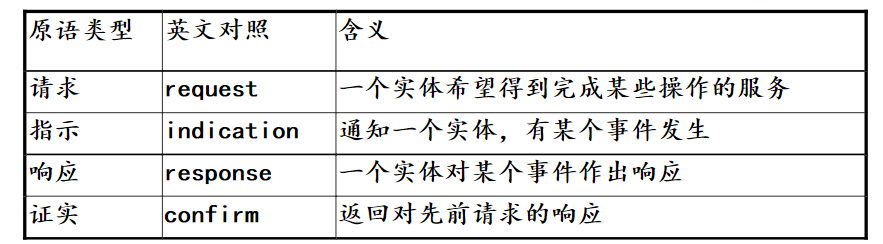 原语类型 英文对照 含义
请求 request 一个实体希望得到完成某些操作的服务
指示 indication 通知一个实体，有某个事件发生
响应 response 一个实体对某个事件作出响应
证实 confirm 返回对先前请求的响应